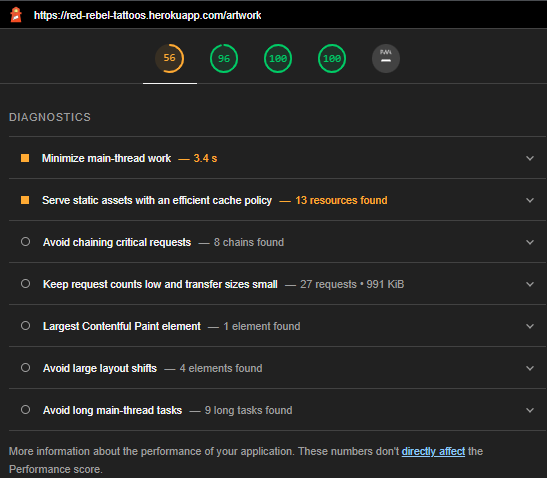 https://red-rebel-tattoos.herokuapp.com/artwork
56 96 100 100 PWA
DIAGNOSTICS
Minimize main-thread work — 3.4 s
Serve static assets with an efficient cache policy — 13 resources found
Avoid chaining critical requests — 8 chains found
Keep request counts low and transfer sizes small — 27 requests • 991 KiB
Largest Contentful Paint element — 1 element found
Avoid large layout shifts — 4 elements found
Avoid long main-thread tasks — 9 long tasks found
More information about the performance of your application. These numbers don't directly affect the
Performance score.